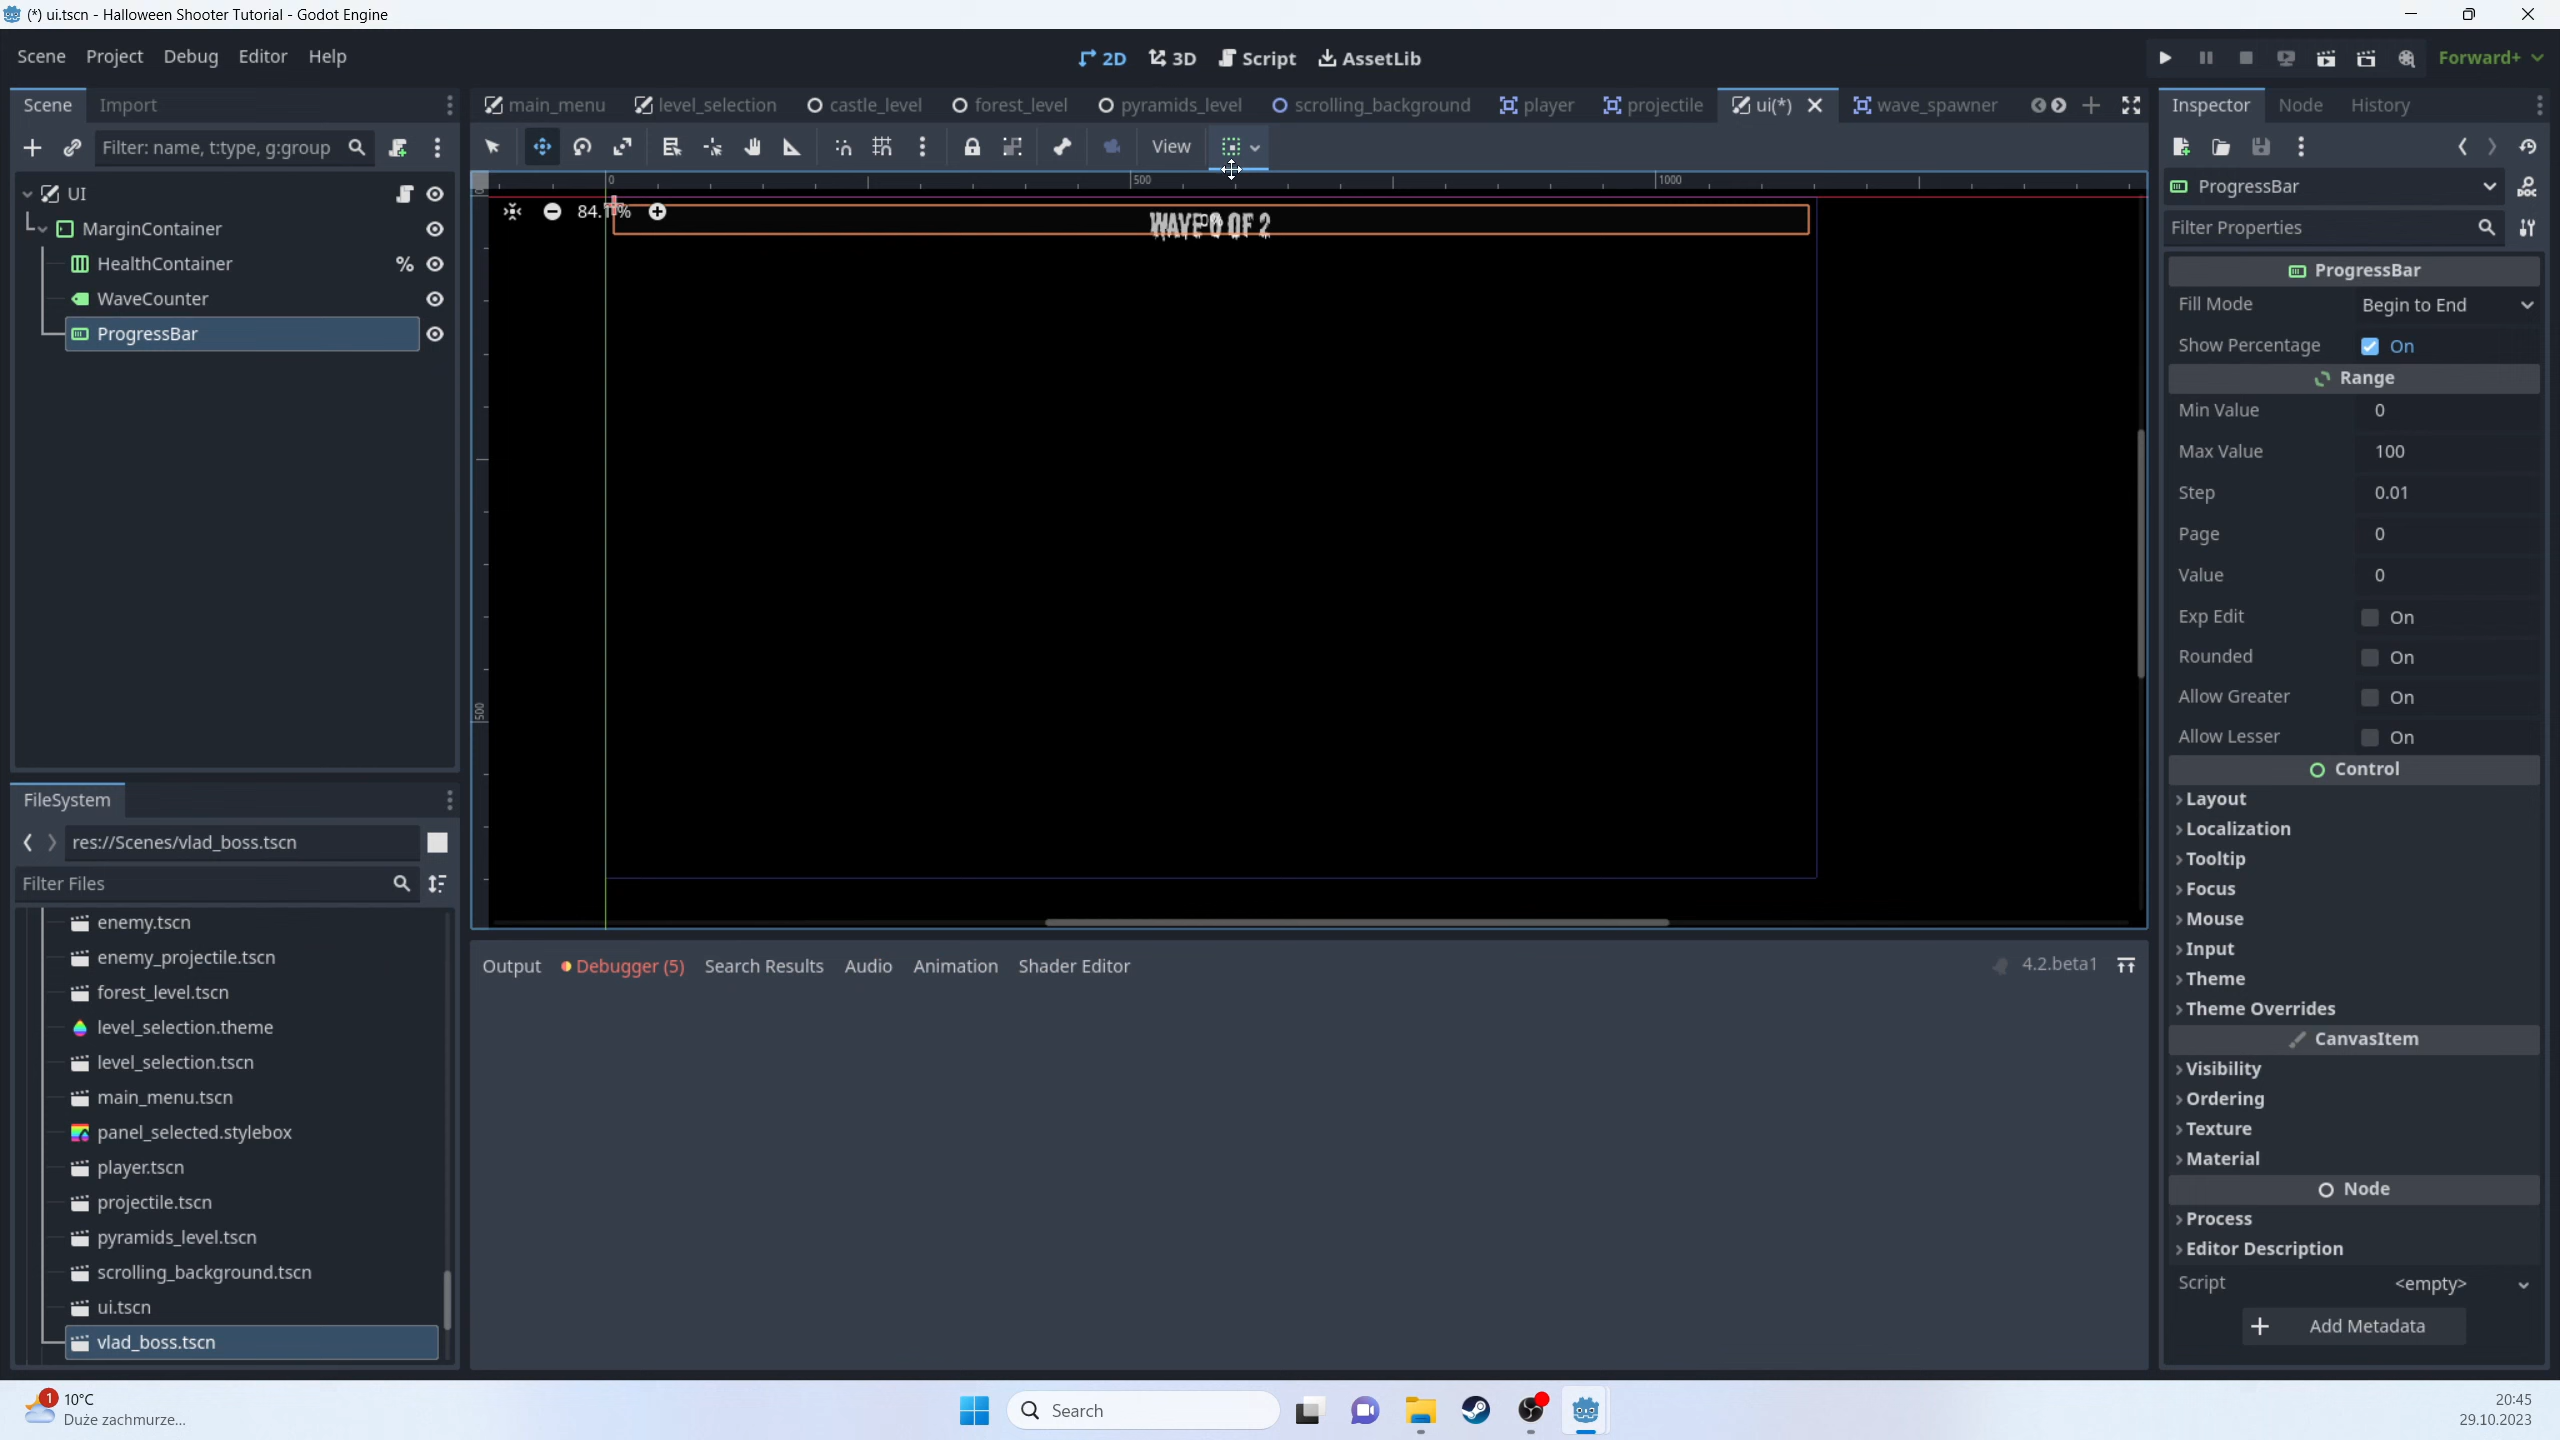 (*) ui.tscn - Halloween Shooter Tutorial - Godot Engine
Scene Project Debug Editor Help
2D 3D Script AssetLib
Forward+
Scene Import
main_menu level_selection castle_level forest_level pyramids_level scrolling_background player projectile ui(*) wave_spawner
Inspector Node History
Filter: name, t:type, g:group
View
UI
MarginContainer
HealthContainer
WaveCounter
ProgressBar
0 500 1000
500
WAVE 0 OF 2
ProgressBar
Filter Properties
ProgressBar
Fill Mode Begin to End
Show Percentage On
Range
Min Value 0
Max Value 100
Step 0.01
Page 0
Value 0
Exp Edit On
Rounded On
Allow Greater On
Allow Lesser On
Control
Layout
Localization
Tooltip
Focus
Mouse
Input
Theme
Theme Overrides
CanvasItem
Visibility
Ordering
Texture
Material
Node
Process
Editor Description
Script <empty>
Add Metadata
FileSystem
res://Scenes/vlad_boss.tscn
Filter Files
enemy.tscn
enemy_projectile.tscn
forest_level.tscn
level_selection.theme
level_selection.tscn
main_menu.tscn
panel_selected.stylebox
player.tscn
projectile.tscn
pyramids_level.tscn
scrolling_background.tscn
ui.tscn
vlad_boss.tscn
Output Debugger (5) Search Results Audio Animation Shader Editor
4.2.beta1
1
10°C
Duże zachmurze...
Search
20:45
29.10.2023